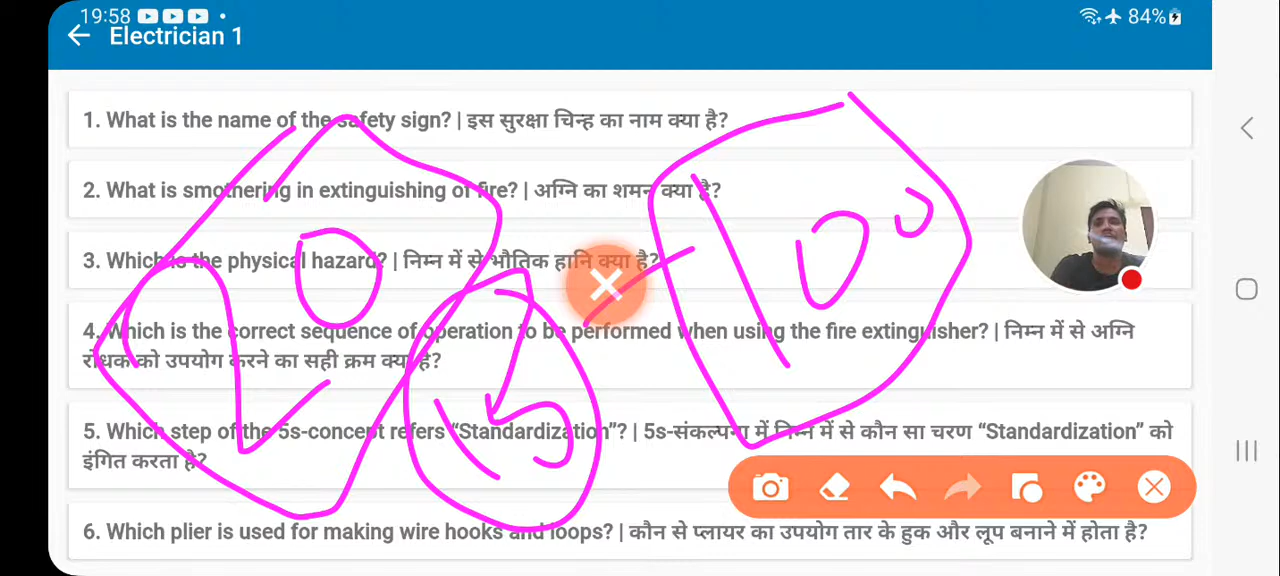 19:58
84%
Electrician 1
1. What is the name of the safety sign? | इस सुरक्षा चिन्ह का नाम क्या है?
2. What is smothering in extinguishing of fire? | अग्नि का शमन क्या है?
3. Which is the physical hazard? | निम्न में से भौतिक हानि क्या है?
4. Which is the correct sequence of operation to be performed when using the fire extinguisher? | निम्न में से अग्नि
रोधक को उपयोग करने का सही क्रम क्या है?
5. Which step of the 5s-concept refers “Standardization”? | 5s-संकल्पना में निम्न में से कौन सा चरण “Standardization” को
इंगित करता है?
6. Which plier is used for making wire hooks and loops? | कौन से प्लायर का उपयोग तार के हुक और लूप बनाने में होता है?
20
15
100